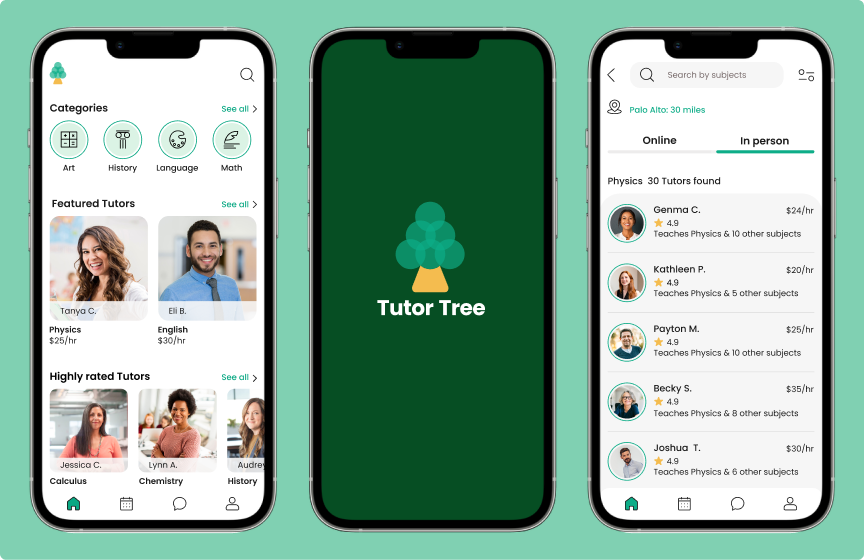 Categories
See all
Art
History
Language
Math
Featured Tutors
See all
Tanya C.
Eli B.
Physics
English
$25/hr
$30/hr
Highly rated Tutors
See all
Jessica C.
Lynn A.
Audrey
Calculus
Chemistry
History
Tutor Tree
Search by subjects
Palo Alto: 30 miles
Online
In person
Physics 30 Tutors found
Genma C.
$24/hr
4.9
Teaches Physics & 10 other subjects
Kathleen P.
$20/hr
4.9
Teaches Physics & 5 other subjects
Payton M.
$25/hr
4.9
Teaches Physics & 10 other subjects
Becky S.
$35/hr
4.9
Teaches Physics & 8 other subjects
Joshua T.
$30/hr
4.9
Teaches Physics & 6 other subjects